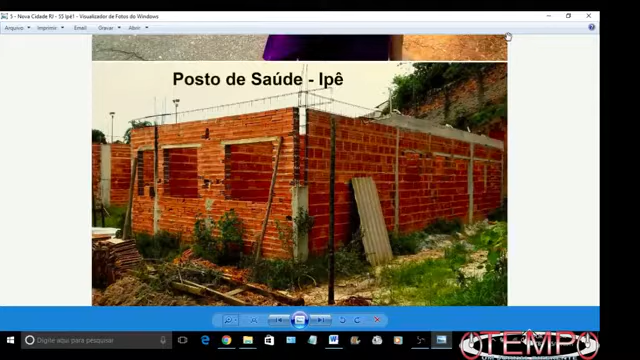 5 - Nova Cidade RJ - 55 Ipê1 - Visualizador de Fotos do Windows
Arquivo Imprimir Email Gravar Abrir
Posto de Saúde - Ipê
Digite aqui para pesquisar
OTEMPO